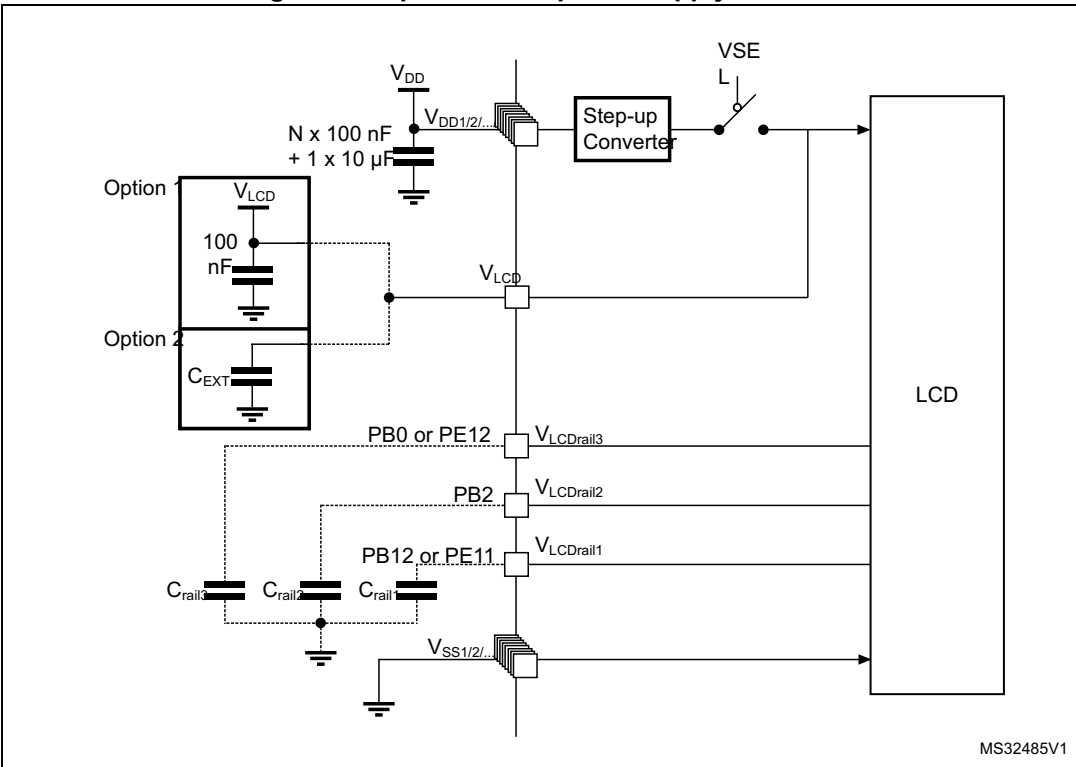 VSE
L
VDD
VDD1/2/...
Step-up
Converter
N x 100 nF
+ 1 x 10 µF
Option 1
VLCD
100
nF
VLCD
Option 2
CEXT
LCD
PB0 or PE12
VLCDrail3
PB2
VLCDrail2
PB12 or PE11
VLCDrail1
Crail3
Crail2
Crail1
VSS1/2/...
MS32485V1